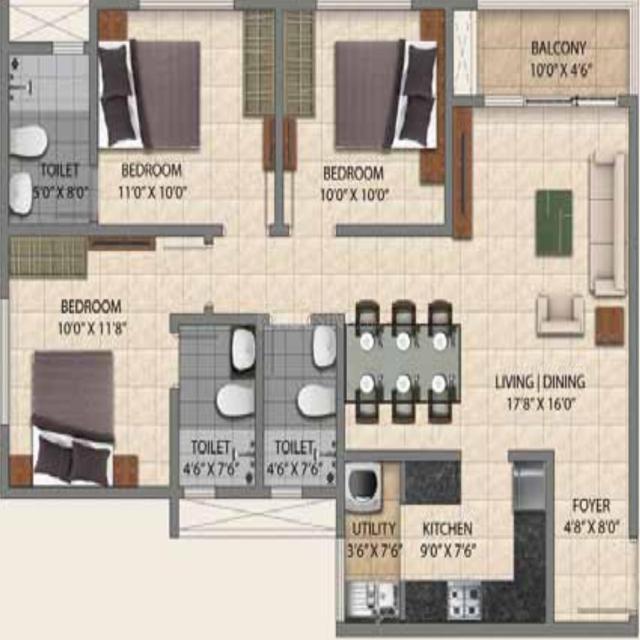 BALCONY
10'0" X 4'6"
TOILET
5'0" X 8'0"
BEDROOM
11'0" X 10'0"
BEDROOM
10'0" X 10'0"
BEDROOM
10'0" X 11'8"
LIVING | DINING
17'8" X 16'0"
TOILET
4'6" X 7'6"
TOILET
4'6" X 7'6"
UTILITY
3'6" X 7'6"
KITCHEN
9'0" X 7'6"
FOYER
4'8" X 8'0"